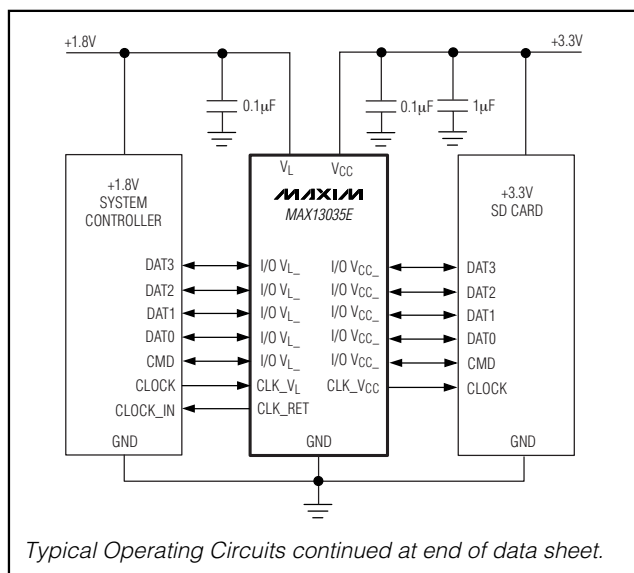 +1.8V
+3.3V
0.1µF
0.1µF
1µF
+1.8V
SYSTEM
CONTROLLER
DAT3
DAT2
DAT1
DAT0
CMD
CLOCK
CLOCK_IN
GND
VL
VCC
MAXIM
MAX13035E
I/O VL_
I/O VCC_
I/O VL_
I/O VCC_
I/O VL_
I/O VCC_
I/O VL_
I/O VCC_
I/O VL_
I/O VCC_
CLK_VL
CLK_VCC
CLK_RET
GND
+3.3V
SD CARD
DAT3
DAT2
DAT1
DAT0
CMD
CLOCK
GND
Typical Operating Circuits continued at end of data sheet.